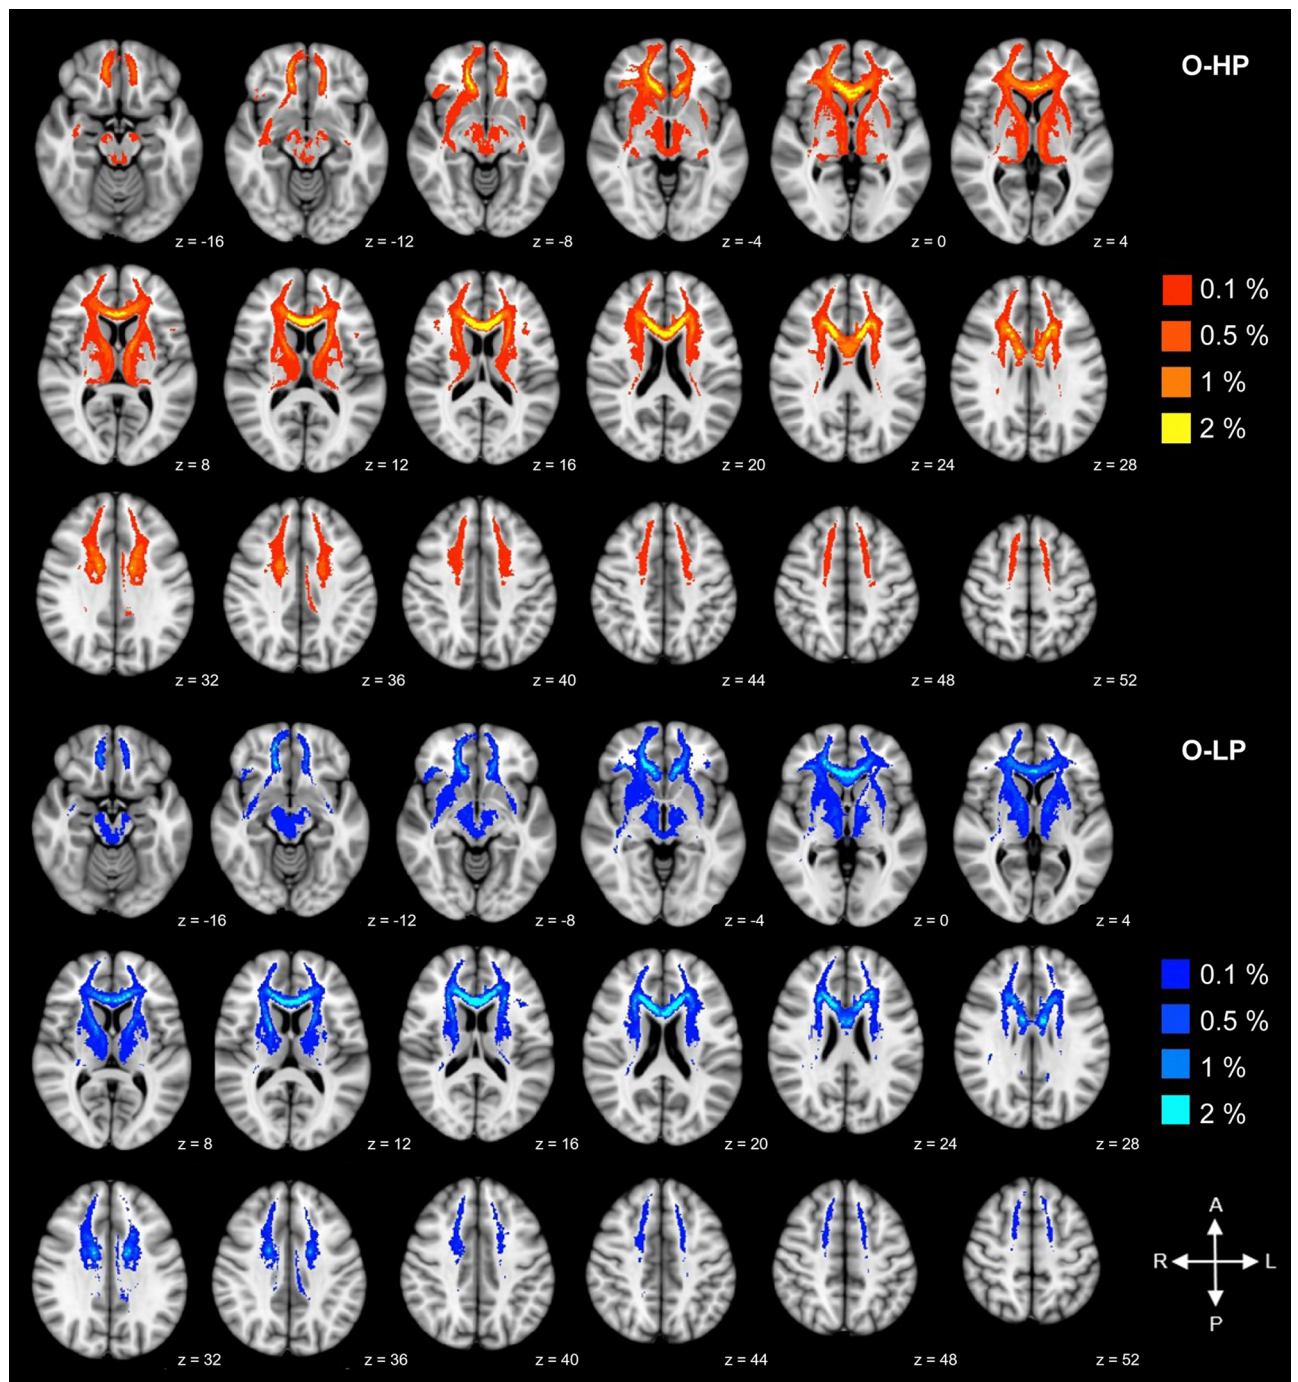 O-HP
z = -16
z = -12
z = -8
z = -4
z = 0
z = 4
0.1 %
0.5 %
1 %
2 %
z = 8
z = 12
z = 16
z = 20
z = 24
z = 28
z = 32
z = 36
z = 40
z = 44
z = 48
z = 52
O-LP
z = -16
z = -12
z = -8
z = -4
z = 0
z = 4
0.1 %
0.5 %
1 %
2 %
z = 8
z = 12
z = 16
z = 20
z = 24
z = 28
A
R L
P
z = 32
z = 36
z = 40
z = 44
z = 48
z = 52